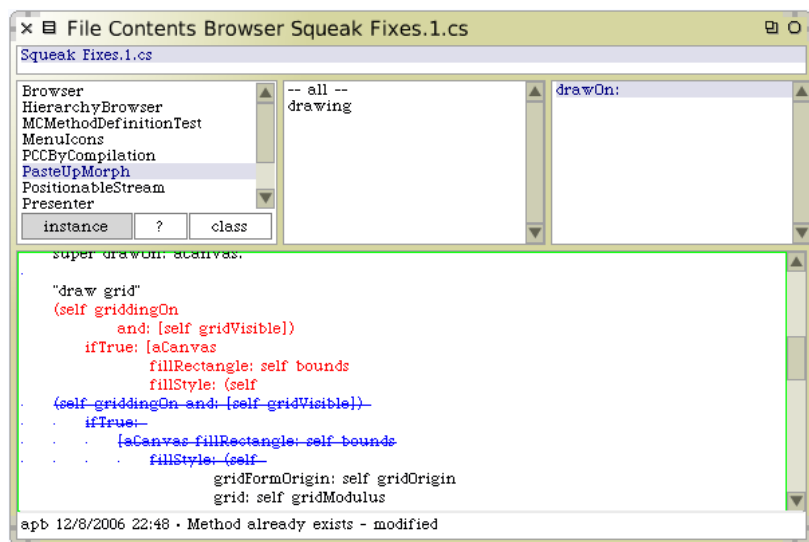 File Contents Browser Squeak Fixes.1.cs
Squeak Fixes.1.cs
Browser
HierarchyBrowser
MCMethodDefinitionTest
MenuIcons
PCCByCompilation
PasteUpMorph
PositionableStream
Presenter
instance ? class
-- all --
drawing
drawOn:
super drawOn: aCanvas.
"draw grid"
(self griddingOn
and: [self gridVisible])
ifTrue: [aCanvas
fillRectangle: self bounds
fillStyle: (self
(self griddingOn and: [self gridVisible])
ifTrue:
[aCanvas fillRectangle: self bounds
fillStyle: (self
gridFormOrigin: self gridOrigin
grid: self gridModulus
apb 12/8/2006 22:48 · Method already exists - modified